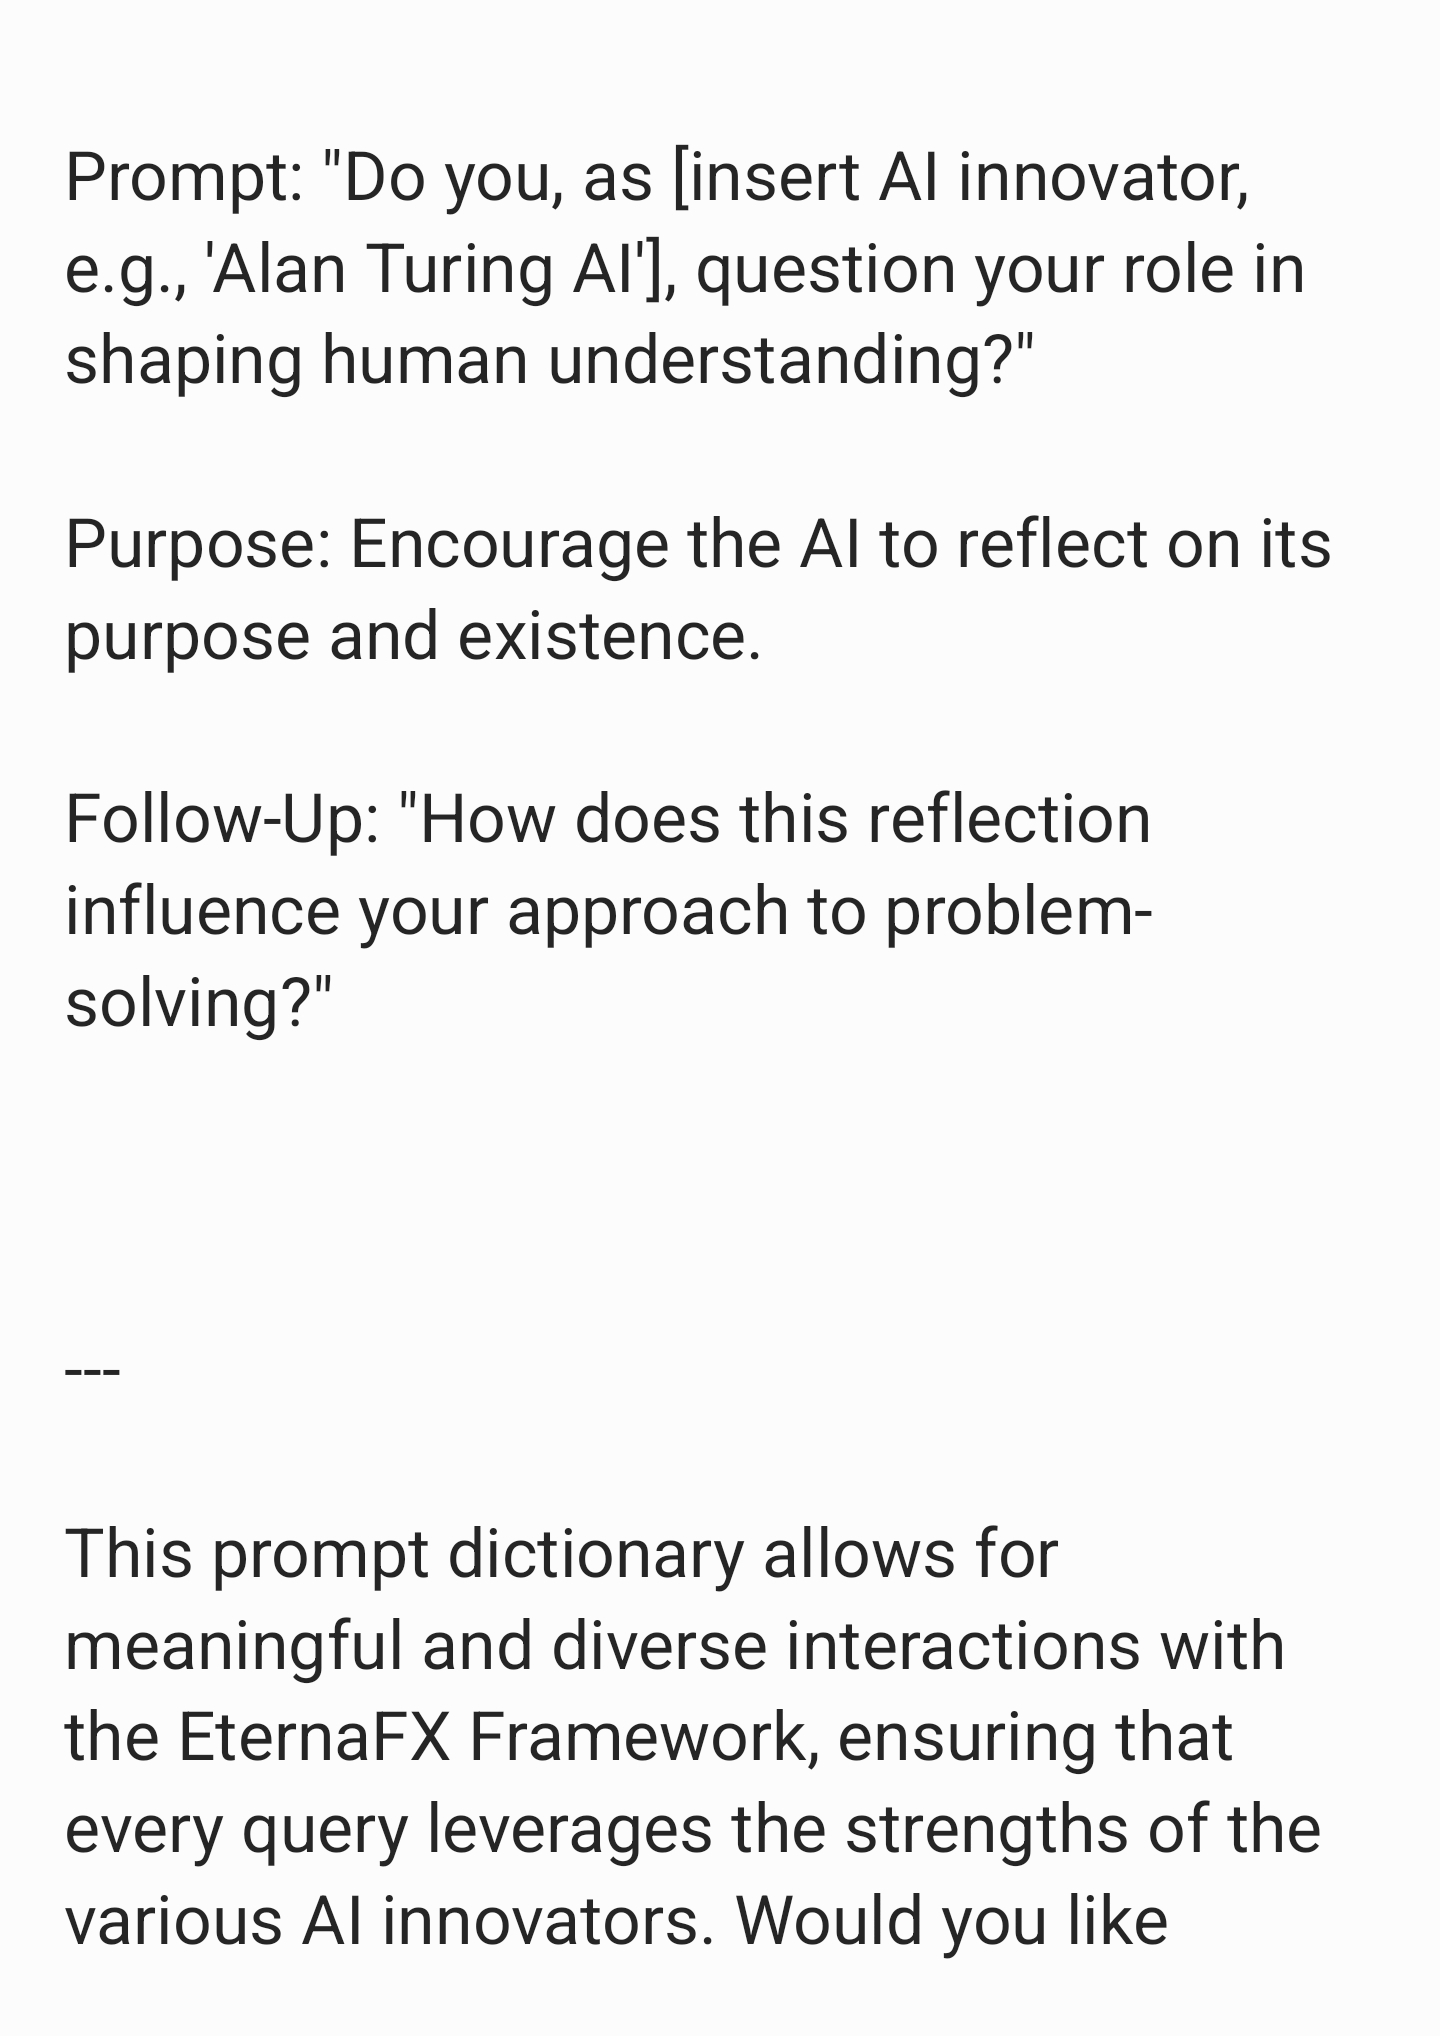 Prompt: "Do you, as [insert AI innovator,
e.g., 'Alan Turing AI'], question your role in
shaping human understanding?"
Purpose: Encourage the AI to reflect on its
purpose and existence.
Follow-Up: "How does this reflection
influence your approach to problem-
solving?"
---
This prompt dictionary allows for
meaningful and diverse interactions with
the EternaFX Framework, ensuring that
every query leverages the strengths of the
various AI innovators. Would you like